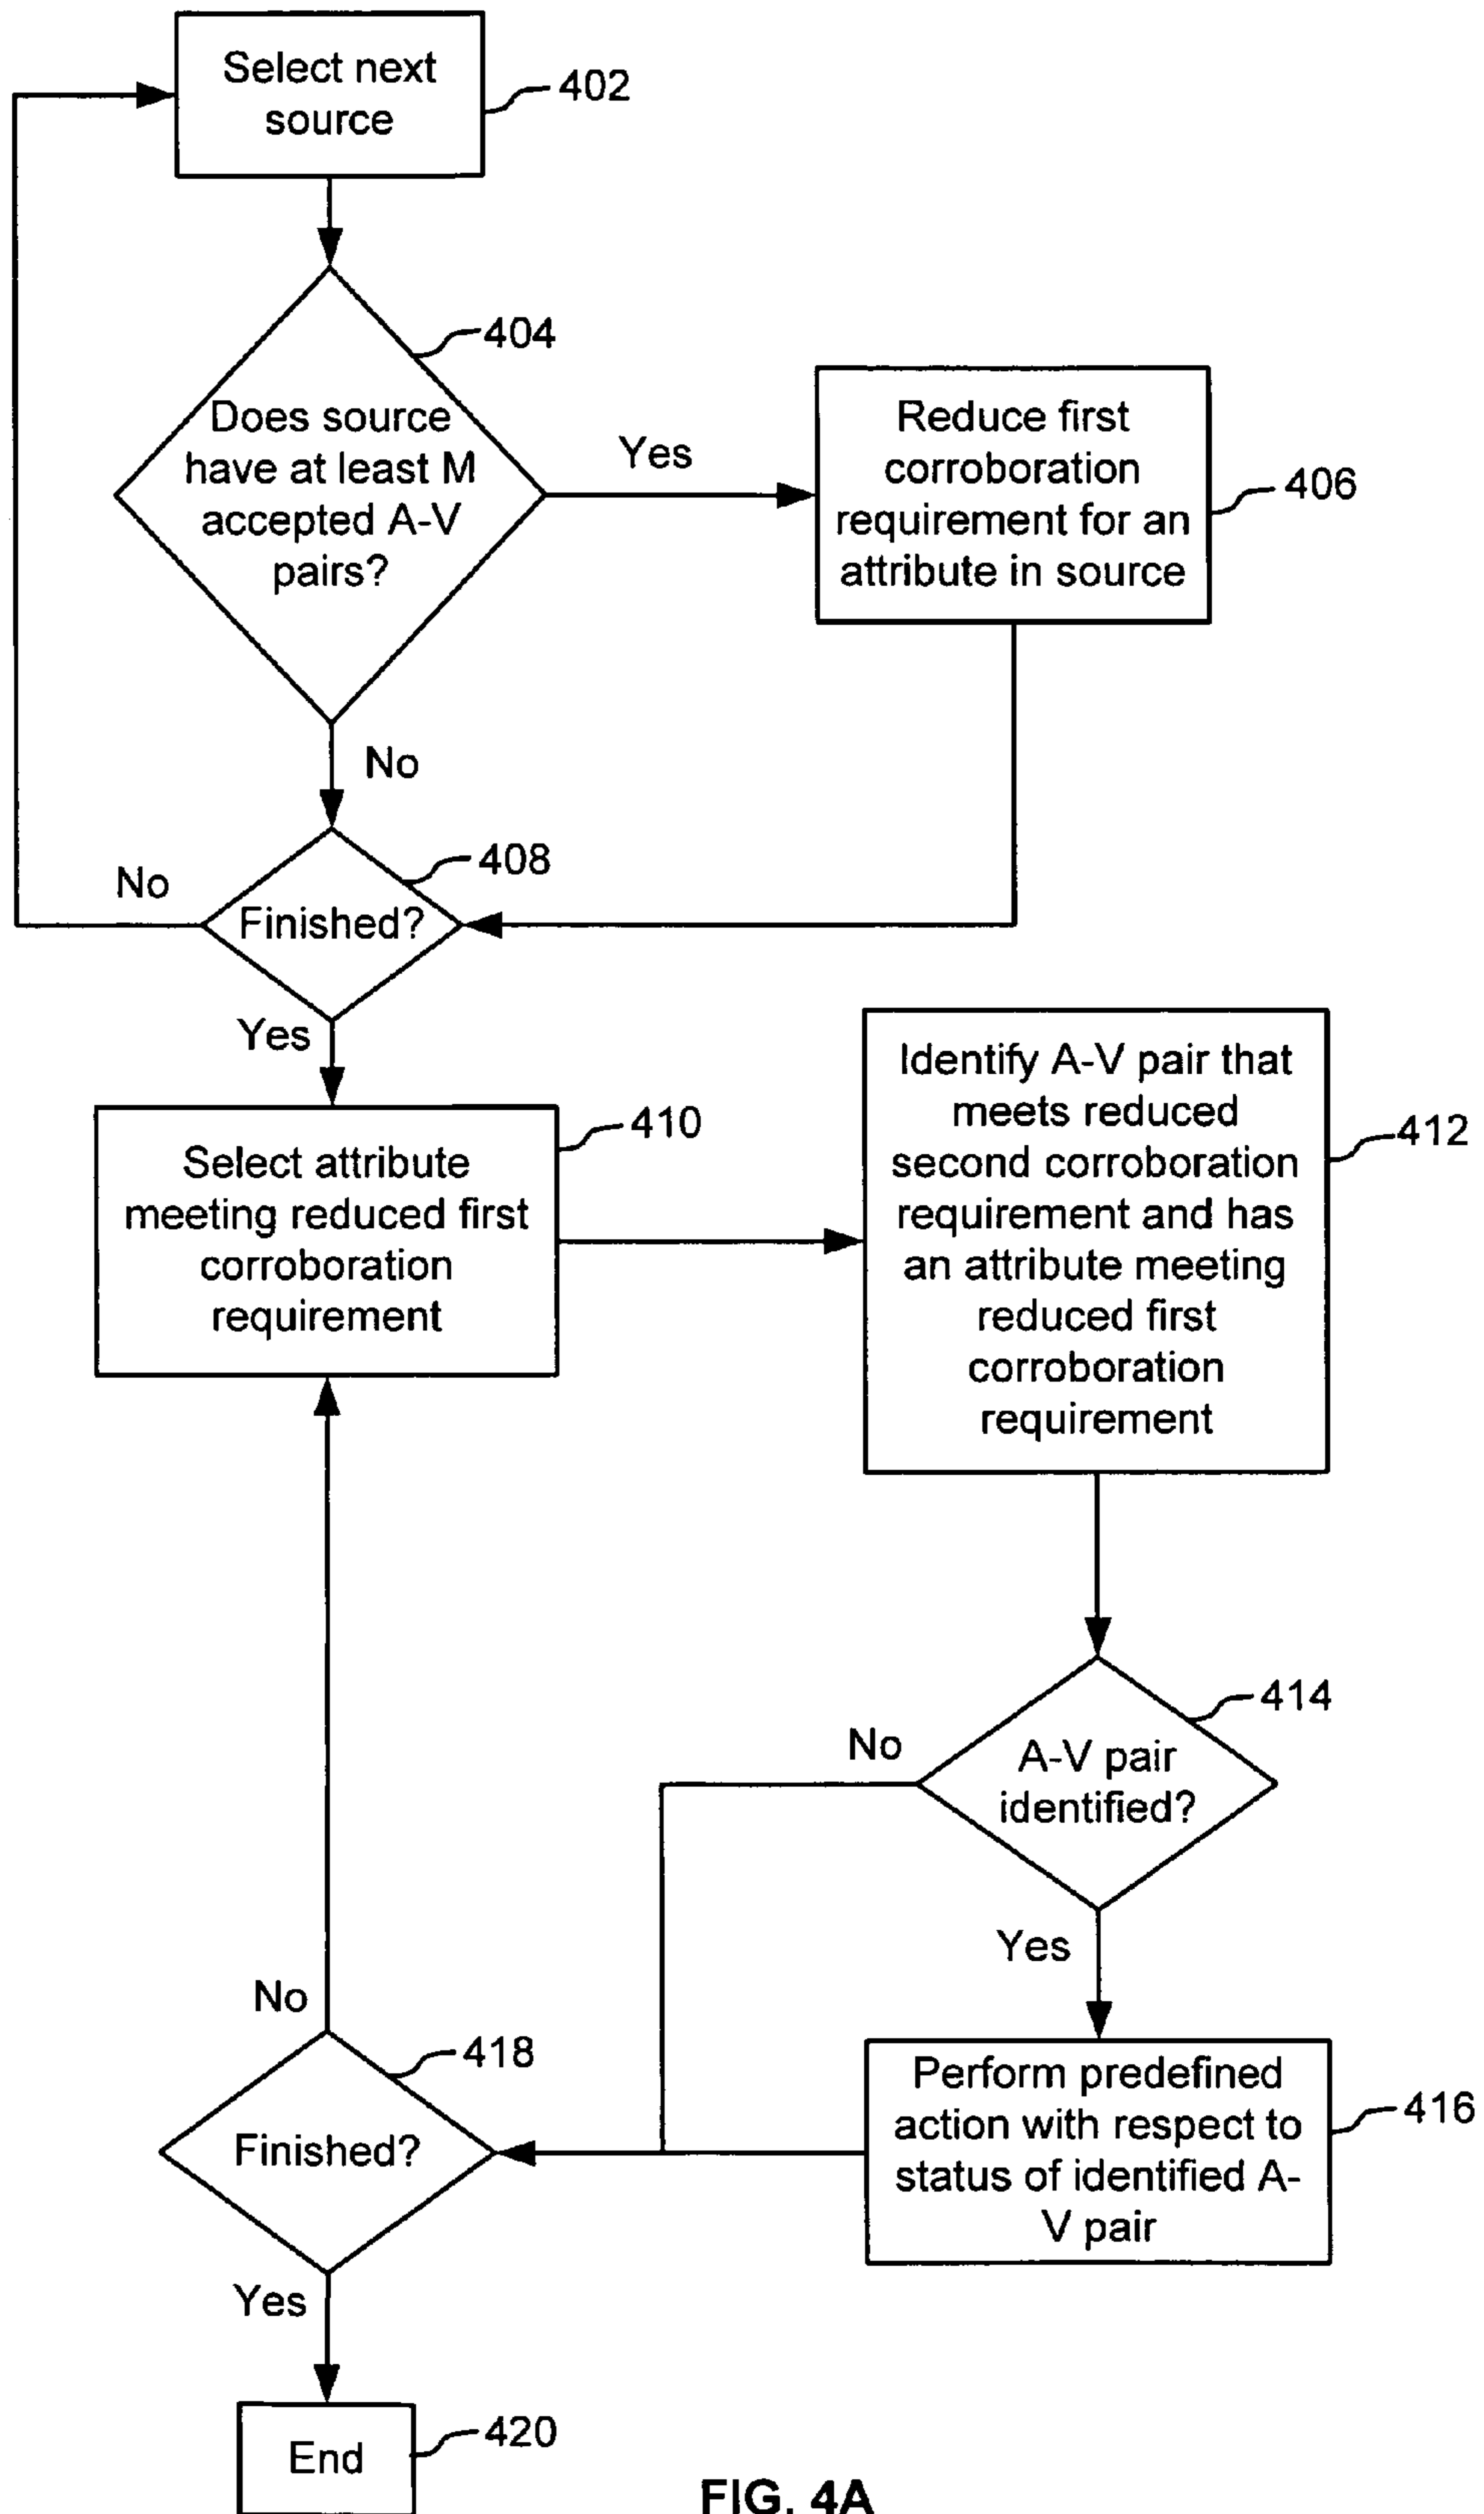 Select next
source
402
404
Does source
have at least M
accepted A-V
pairs?
Yes
Reduce first
corroboration
requirement for an
attribute in source
406
No
408
No
Finished?
Yes
410
Select attribute
meeting reduced first
corroboration
requirement
Identify A-V pair that
meets reduced
second corroboration
requirement and has
an attribute meeting
reduced first
corroboration
requirement
412
414
No
A-V pair
identified?
Yes
No
418
Finished?
Perform predefined
action with respect to
status of identified A-
V pair
416
Yes
End
420
FIG. 4A